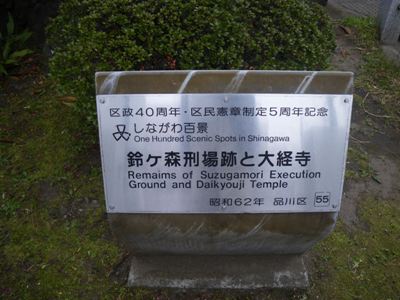 区政40周年・区民憲章制定5周年記念
しながわ百景
One Hundred Scenic Spots in Shinagawa
鈴ヶ森刑場跡と大経寺
Remaims of Suzugamori Execution
Ground and Daikyouji Temple
昭和62年 品川区 55